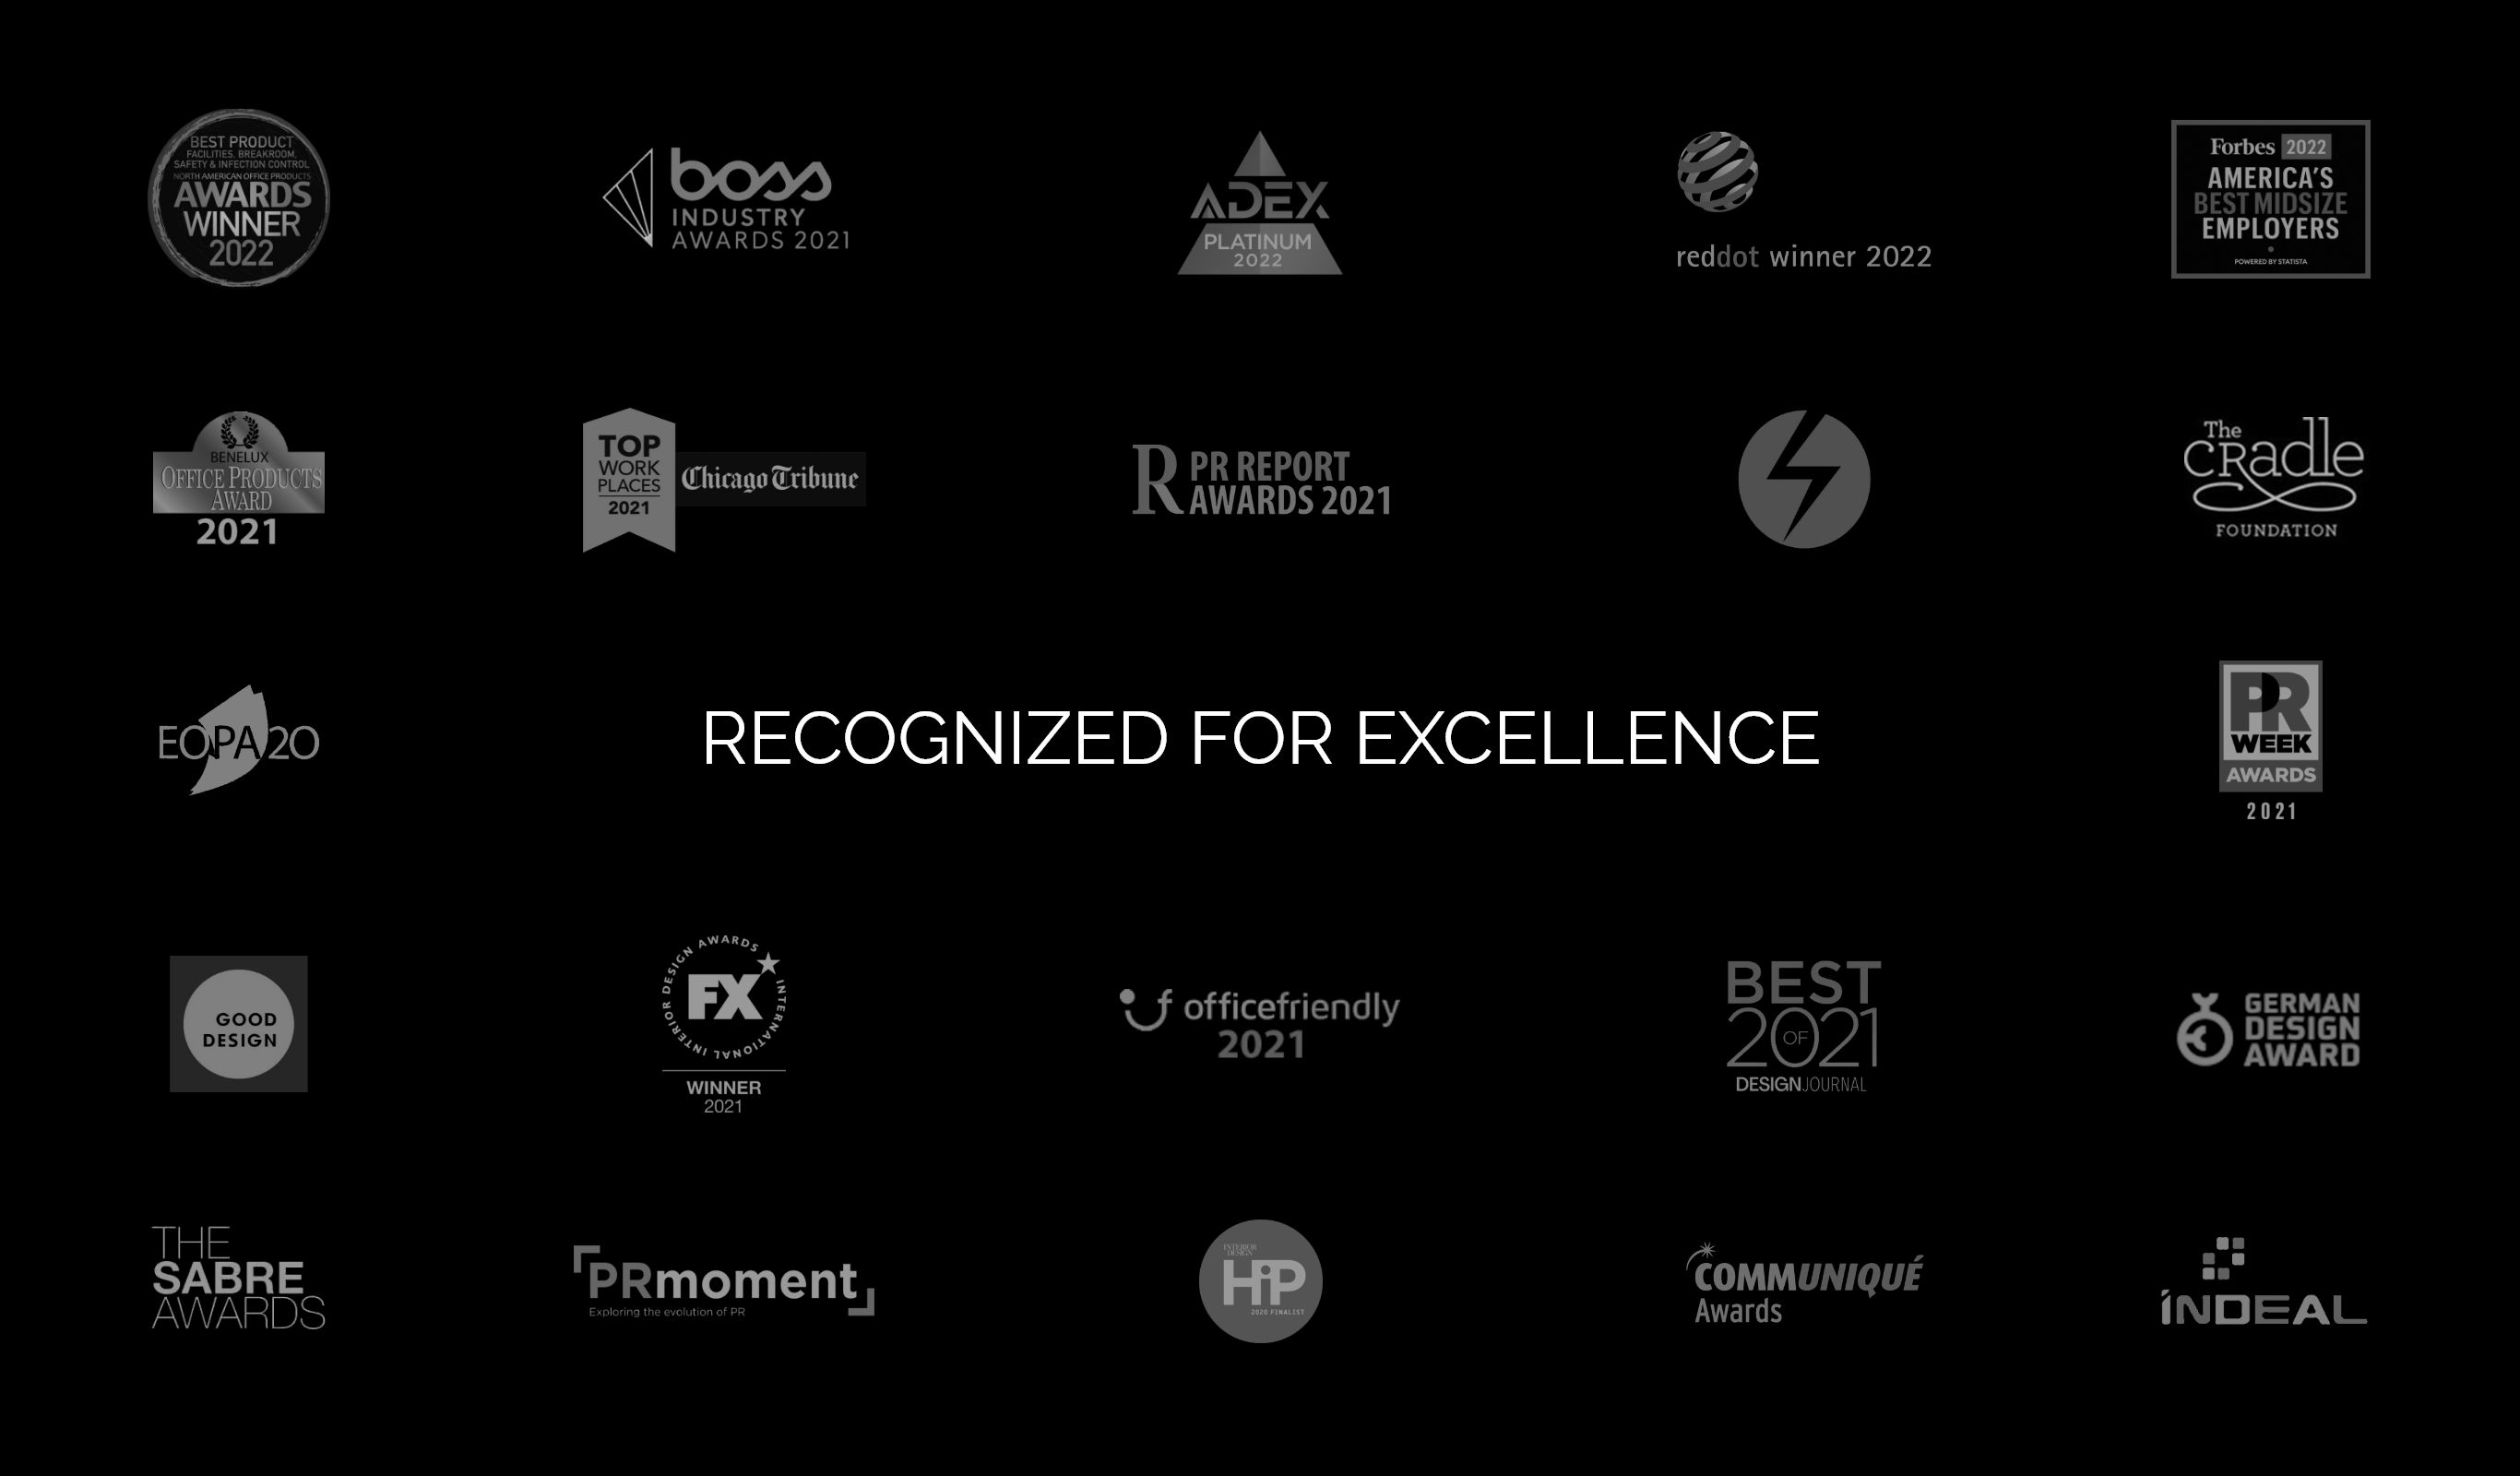 BEST PRODUCT
FACILITIES, BREAKROOM,
SAFETY & INFECTION CONTROL
NORTH AMERICAN OFFICE PRODUCTS
AWARDS
WINNER
2022
boss
INDUSTRY
AWARDS 2021
ADEX
PLATINUM
2022
reddot winner 2022
Forbes 2022
AMERICA'S
BEST MIDSIZE
EMPLOYERS
POWERED BY STATISTA
BENELUX
OFFICE PRODUCTS
AWARD
2021
TOP
WORK
PLACES
2021
Chicago Tribune
R PR REPORT
AWARDS 2021
The
CRadle
FOUNDATION
EOPA20
RECOGNIZED FOR EXCELLENCE
PR
WEEK
AWARDS
2021
GOOD
DESIGN
FX
INTERNATIONAL INTERIOR DESIGN AWARDS
WINNER
2021
officefriendly
2021
BEST
OF
2021
DESIGNJOURNAL
GERMAN
DESIGN
AWARD
THE
SABRE
AWARDS
PRmoment
Exploring the evolution of PR
INTERIOR
DESIGN
HiP
2020 FINALIST
COMMUNIQUÉ
Awards
INDEAL